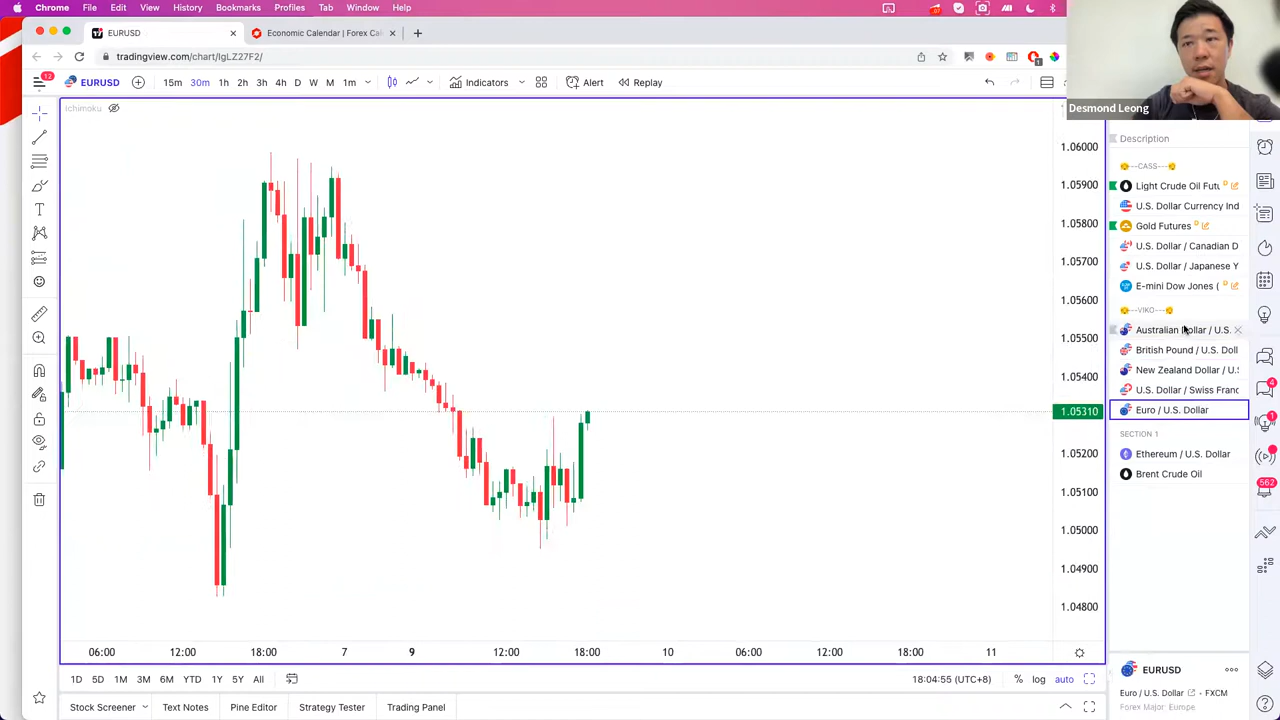 Chrome File Edit View History Bookmarks Profiles Tab Window Help
EURUSD
Economic Calendar | Forex Cal
tradingview.com/chart/IgLZ27F2/
12
EURUSD 15m 30m 1h 2h 3h 4h D W M 1m Indicators Alert Replay
Desmond Leong
Ichimoku
Description
---CASS---
Light Crude Oil Futu D
U.S. Dollar Currency Ind
Gold Futures D
U.S. Dollar / Canadian D
U.S. Dollar / Japanese Y
E-mini Dow Jones ( D
---VIKO---
Australian Dollar / U.S.
British Pound / U.S. Doll
New Zealand Dollar / U.S
U.S. Dollar / Swiss Franc
Euro / U.S. Dollar
SECTION 1
Ethereum / U.S. Dollar
Brent Crude Oil
1.06000
1.05900
1.05800
1.05700
1.05600
1.05500
1.05400
1.05310
1.05200
1.05100
1.05000
1.04900
1.04800
4
1
562
06:00 12:00 18:00 7 9 12:00 18:00 10 06:00 12:00 18:00 11
1D 5D 1M 3M 6M YTD 1Y 5Y All
18:04:55 (UTC+8) % log auto
EURUSD
Euro / U.S. Dollar FXCM
Forex Major Europe
Stock Screener Text Notes Pine Editor Strategy Tester Trading Panel